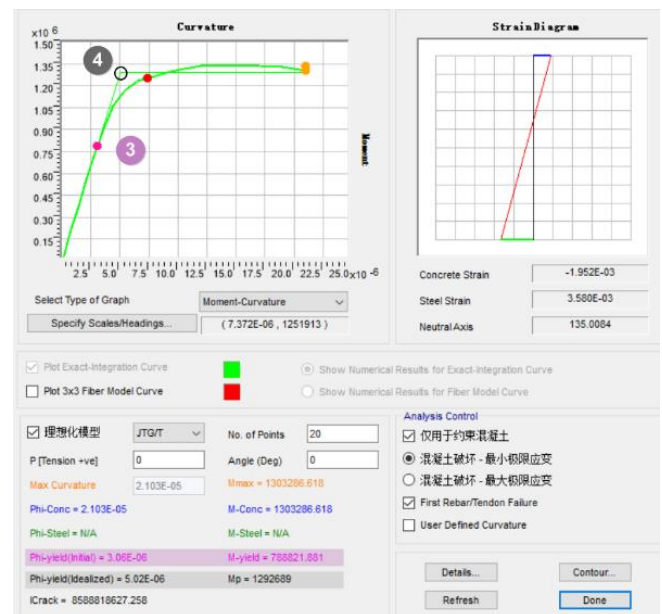 Curvature
x10 6
1.50
1.35
1.20
1.05
0.90
0.75
0.60
0.45
0.30
0.15
4
3
Moment
2.5 5.0 7.5 10.0 12.5 15.0 17.5 20.0 22.5 25.0x10 -6
Select Type of Graph
Moment-Curvature
Specify Scales/Headings...
( 7.372E-06 , 1251913 )
StrainDiagram
Concrete Strain
-1.952E-03
Steel Strain
3.580E-03
Neutral Axis
135.0084
Plot Exact-Integration Curve
Show Numerical Results for Exact-Integration Curve
Plot 3x3 Fiber Model Curve
Show Numerical Results for Fiber Model Curve
理想化模型
JTG/T
No. of Points
20
P [Tension +ve]
0
Angle (Deg)
0
Max Curvature
2.103E-05
Mmax = 1303286.618
Phi-Conc = 2.103E-05
M-Conc = 1303286.618
Phi-Steel = N/A
M-Steel = N/A
Phi-yield(Initial) = 3.06E-06
M-yield = 788821.881
Phi-yield(Idealized) = 5.02E-06
Mp = 1292689
ICrack = 8588818627.258
Analysis Control
仅用于约束混凝土
混凝土破坏 - 最小极限应变
混凝土破坏 - 最大极限应变
First Rebar/Tendon Failure
User Defined Curvature
Details...
Contour...
Refresh
Done